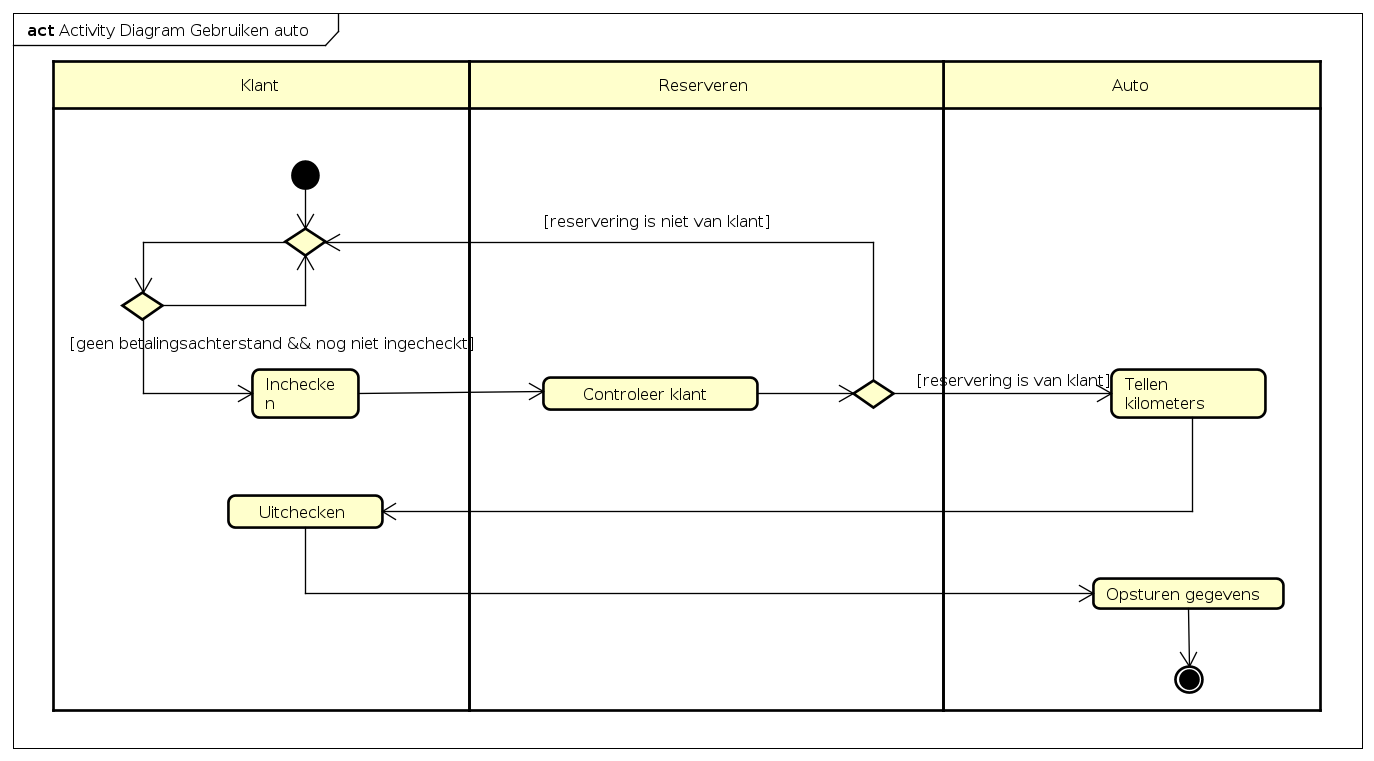 act Activity Diagram Gebruiken auto
Klant
Reserveren
Auto
[reservering is niet van klant]
[geen betalingsachterstand && nog niet ingecheckt]
Inchecke
n
Controleer klant
[reservering is van klant]
Tellen
kilometers
Uitchecken
Opsturen gegevens